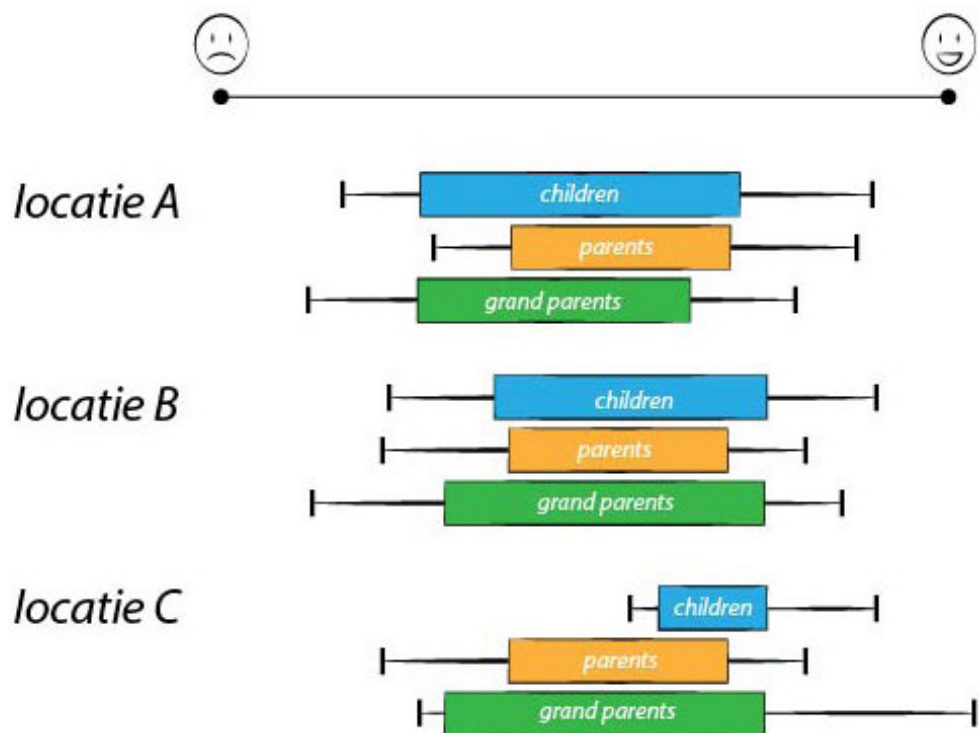 locatie A
children
parents
grand parents
locatie B
children
parents
grand parents
locatie C
children
parents
grand parents